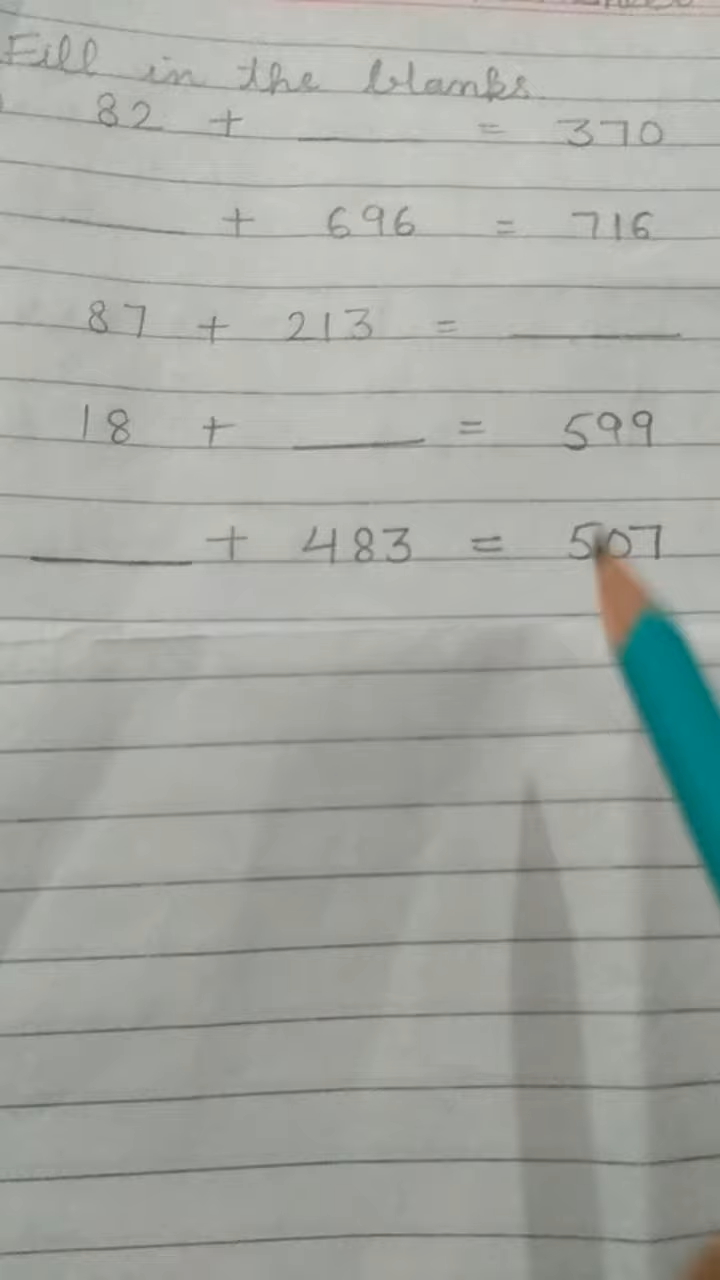 Fill in the blanks
82 + ____ = 370
____ + 696 = 716
87 + 213 = ____
18 + ____ = 599
____ + 483 = 507